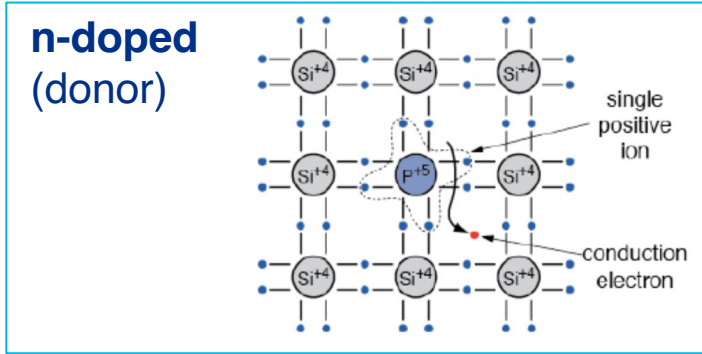 n-doped
(donor)
Si+4 Si+4 Si+4
single
positive
ion
Si+4 P+5 Si+4
conduction
electron
Si+4 Si+4 Si+4